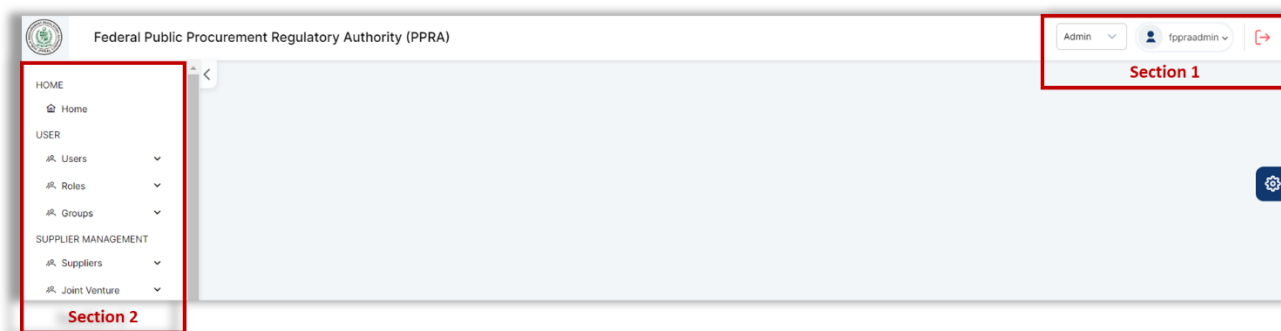 Federal Public Procurement Regulatory Authority (PPRA)
Admin
fppraadmin
Section 1
HOME
Home
USER
Users
Roles
Groups
SUPPLIER MANAGEMENT
Suppliers
Joint Venture
Section 2